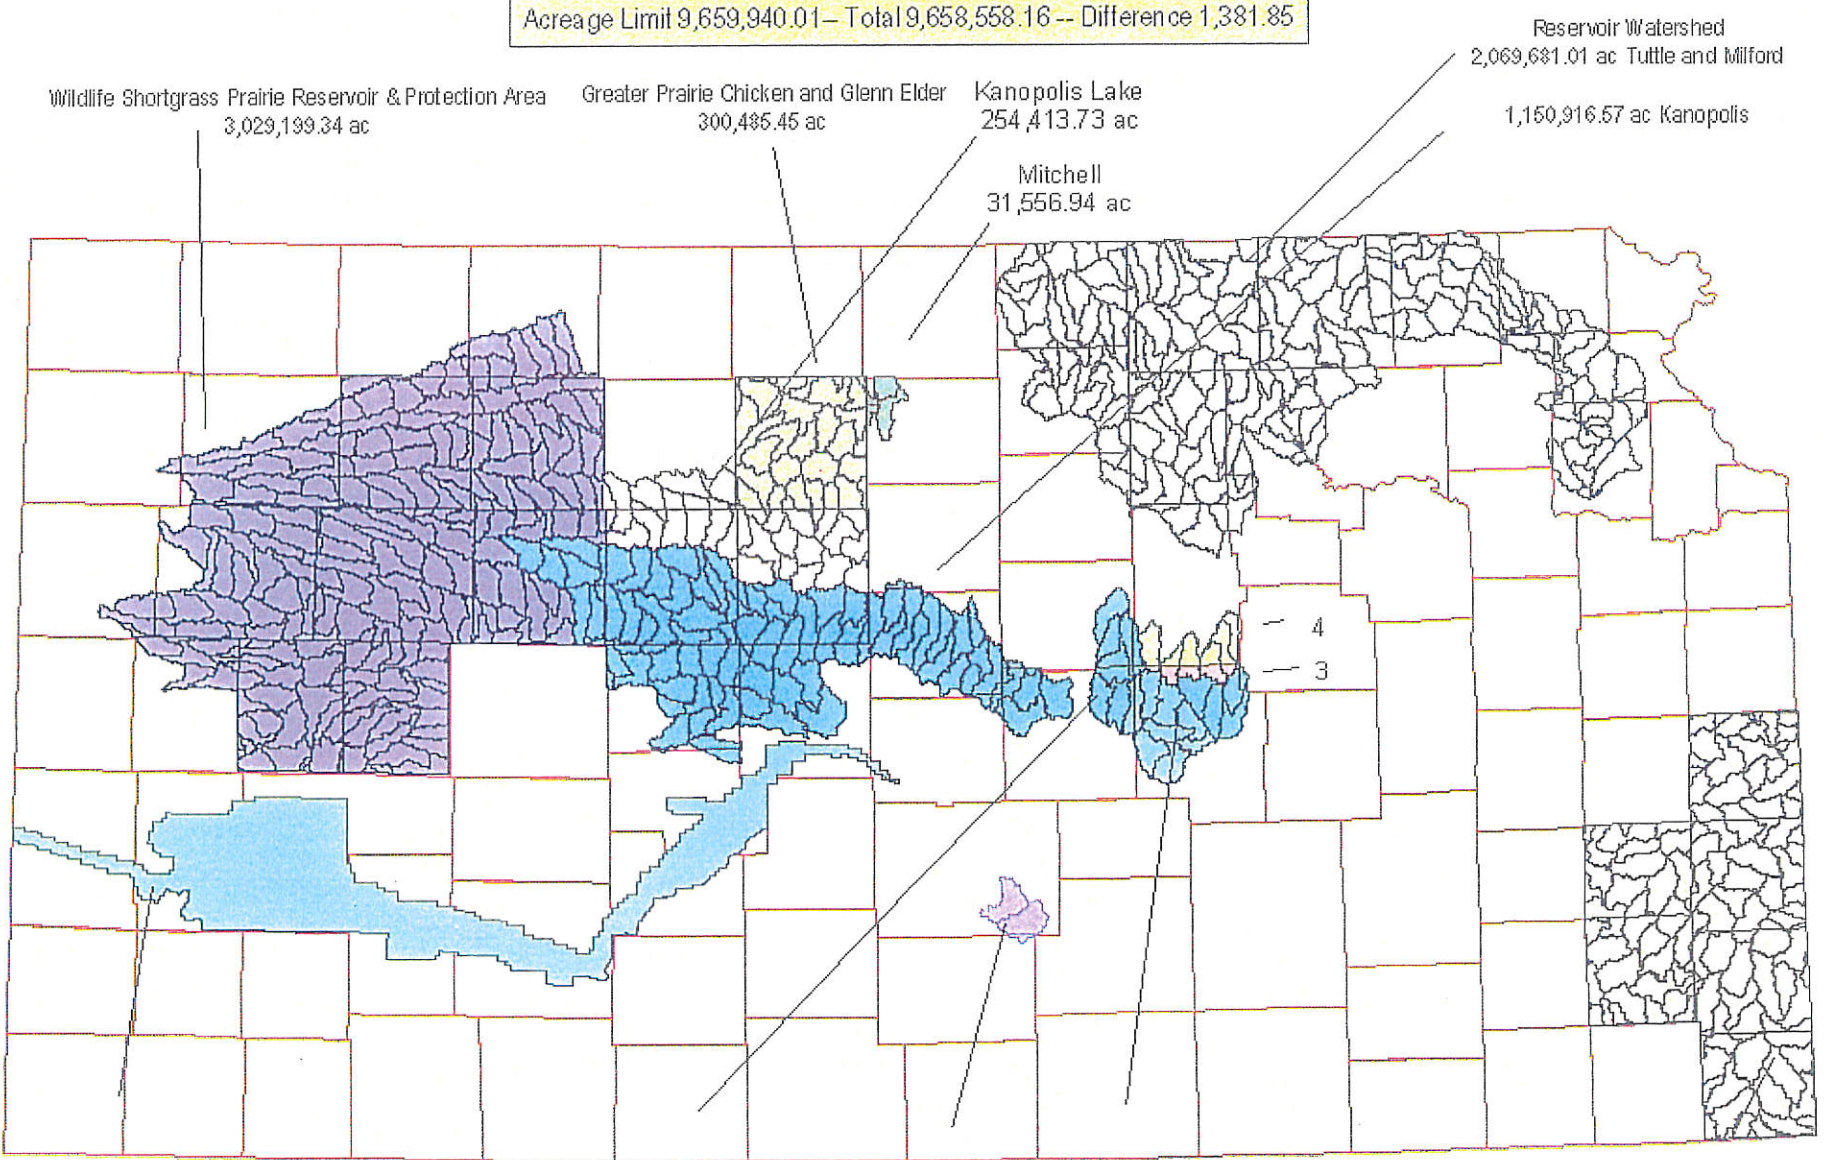 Acreage Limit 9,659,940.01-- Total 9,658,558.16 -- Difference 1,381.85
Reservoir Watershed
2,069,681.01 ac Tuttle and Milford
1,150,916.57 ac Kanopolis
Wildlife Shortgrass Prairie Reservoir & Protection Area
3,029,199.34 ac
Greater Prairie Chicken and Glenn Elder
300,485.45 ac
Kanopolis Lake
254,413.73 ac
Mitchell
31,556.94 ac
4
3